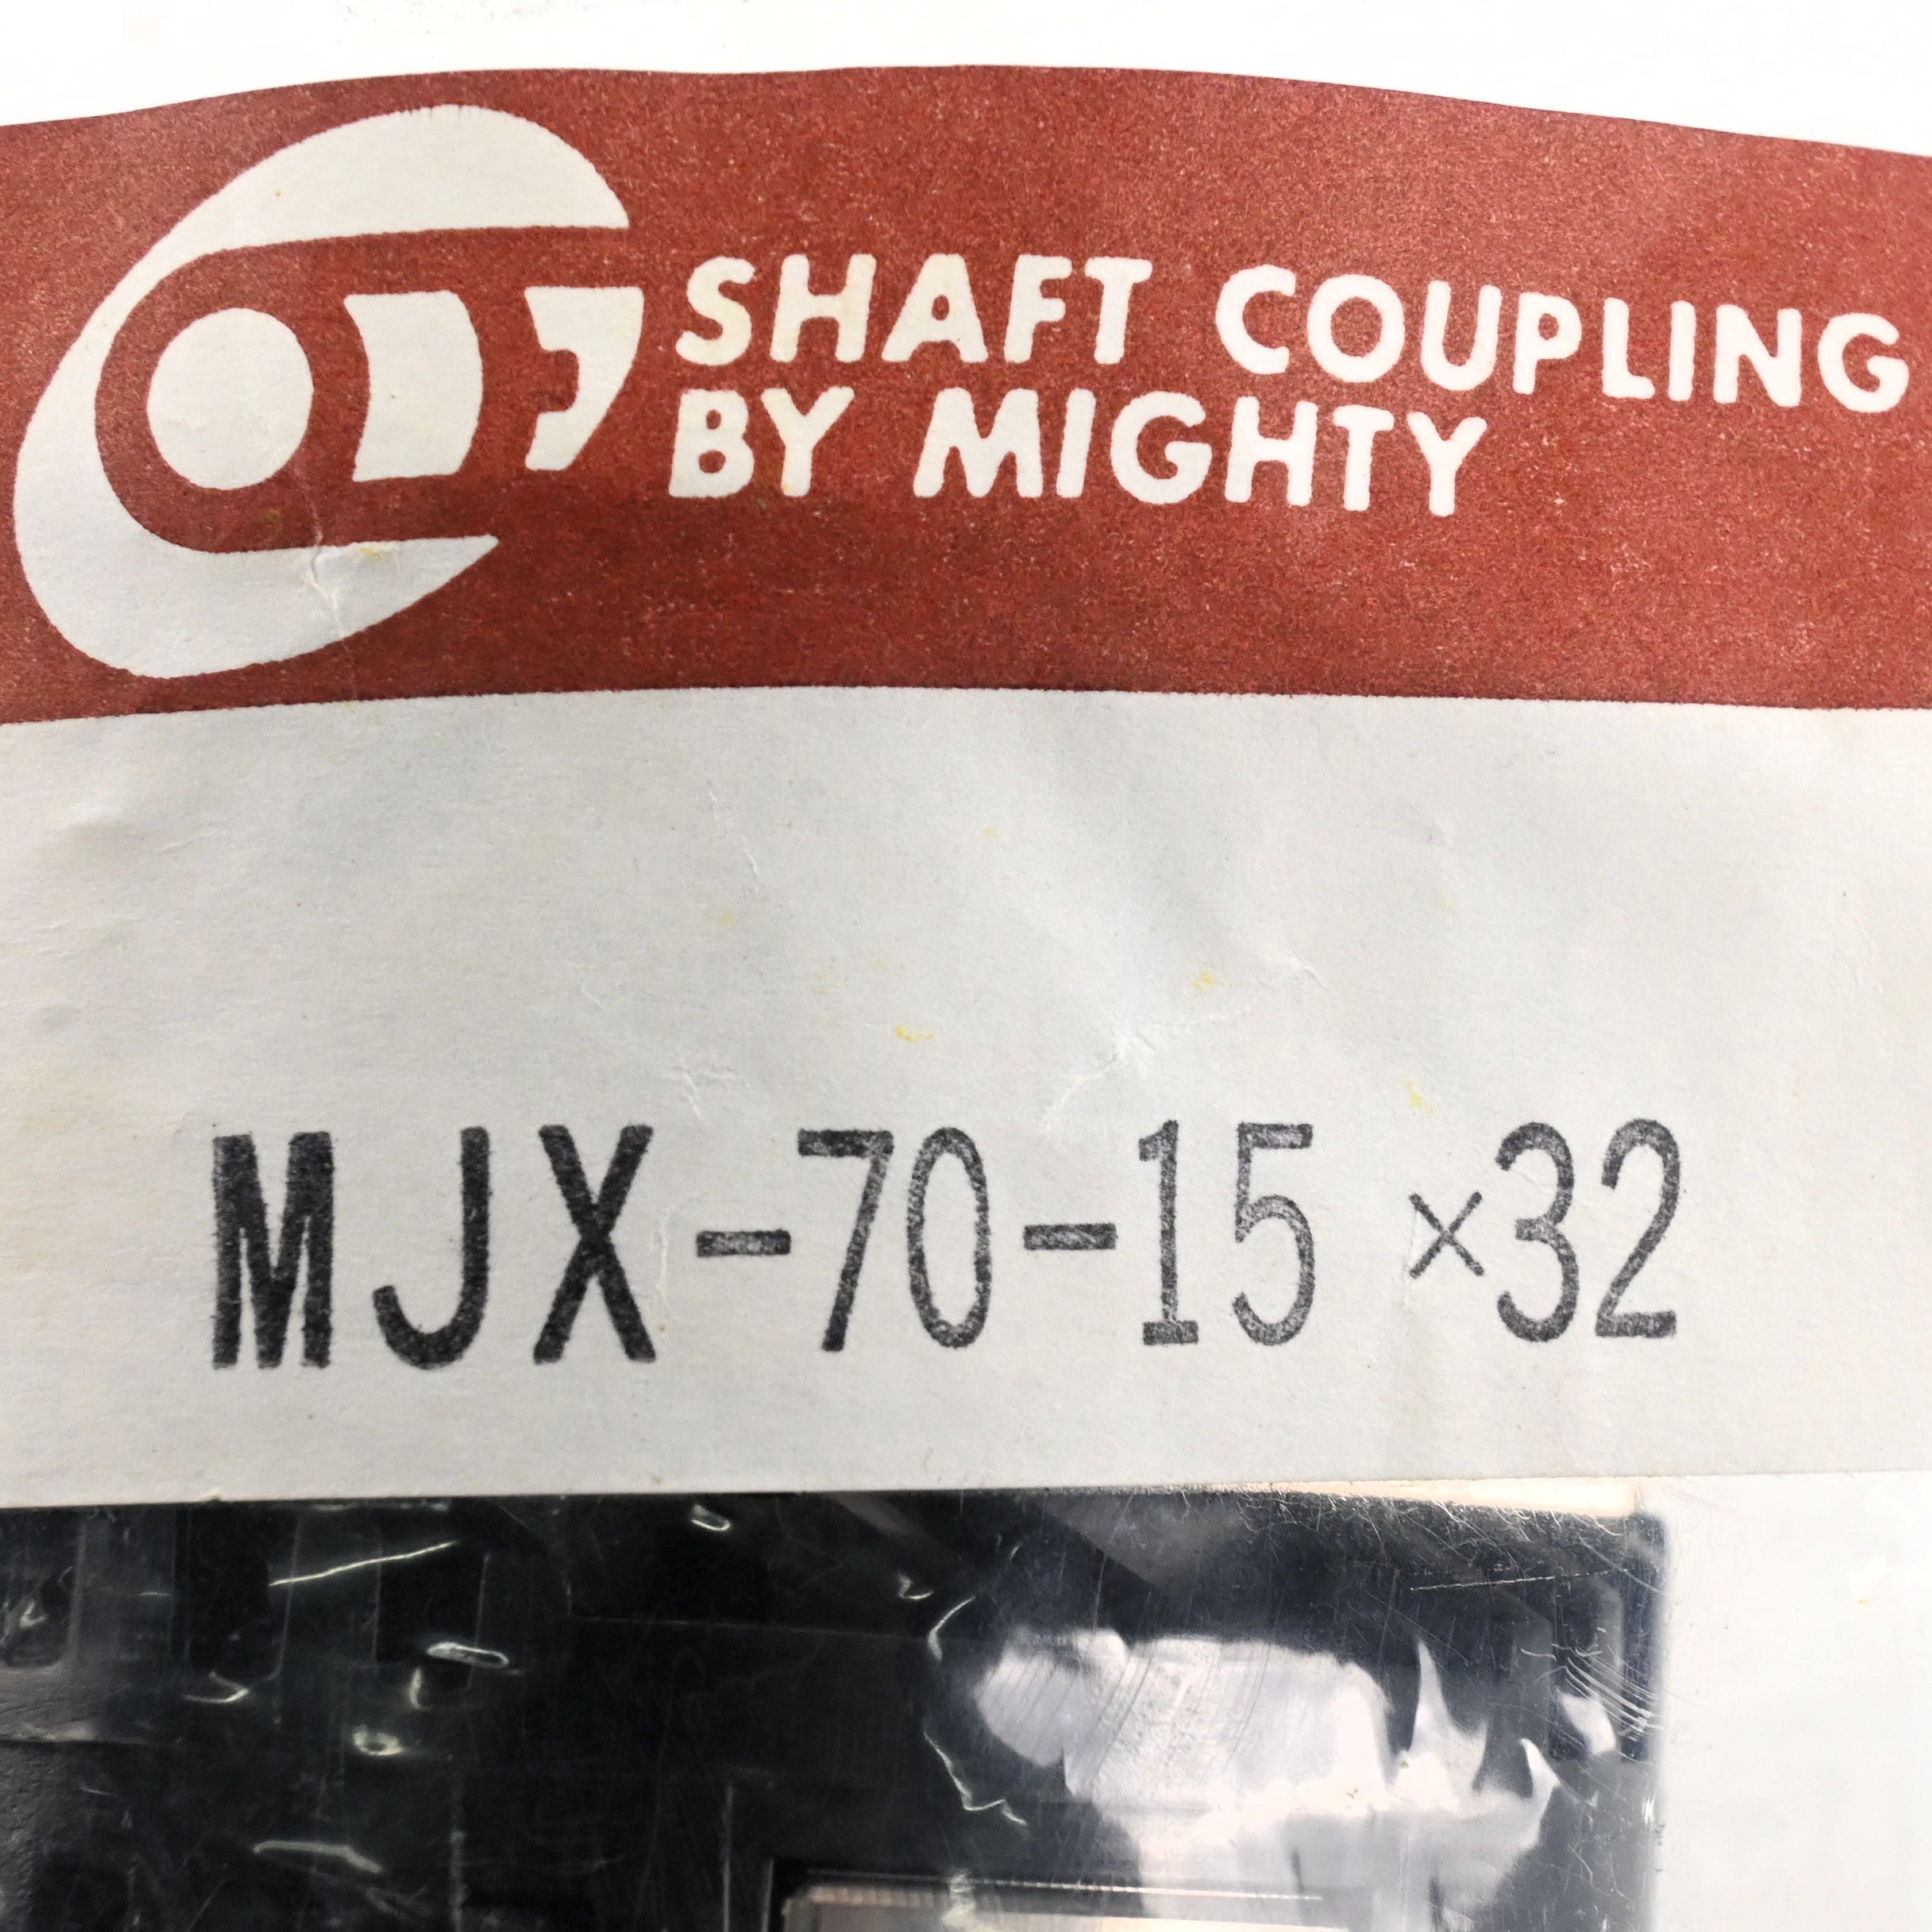 SHAFT COUPLING
BY MIGHTY
MJX-70-15 ×32